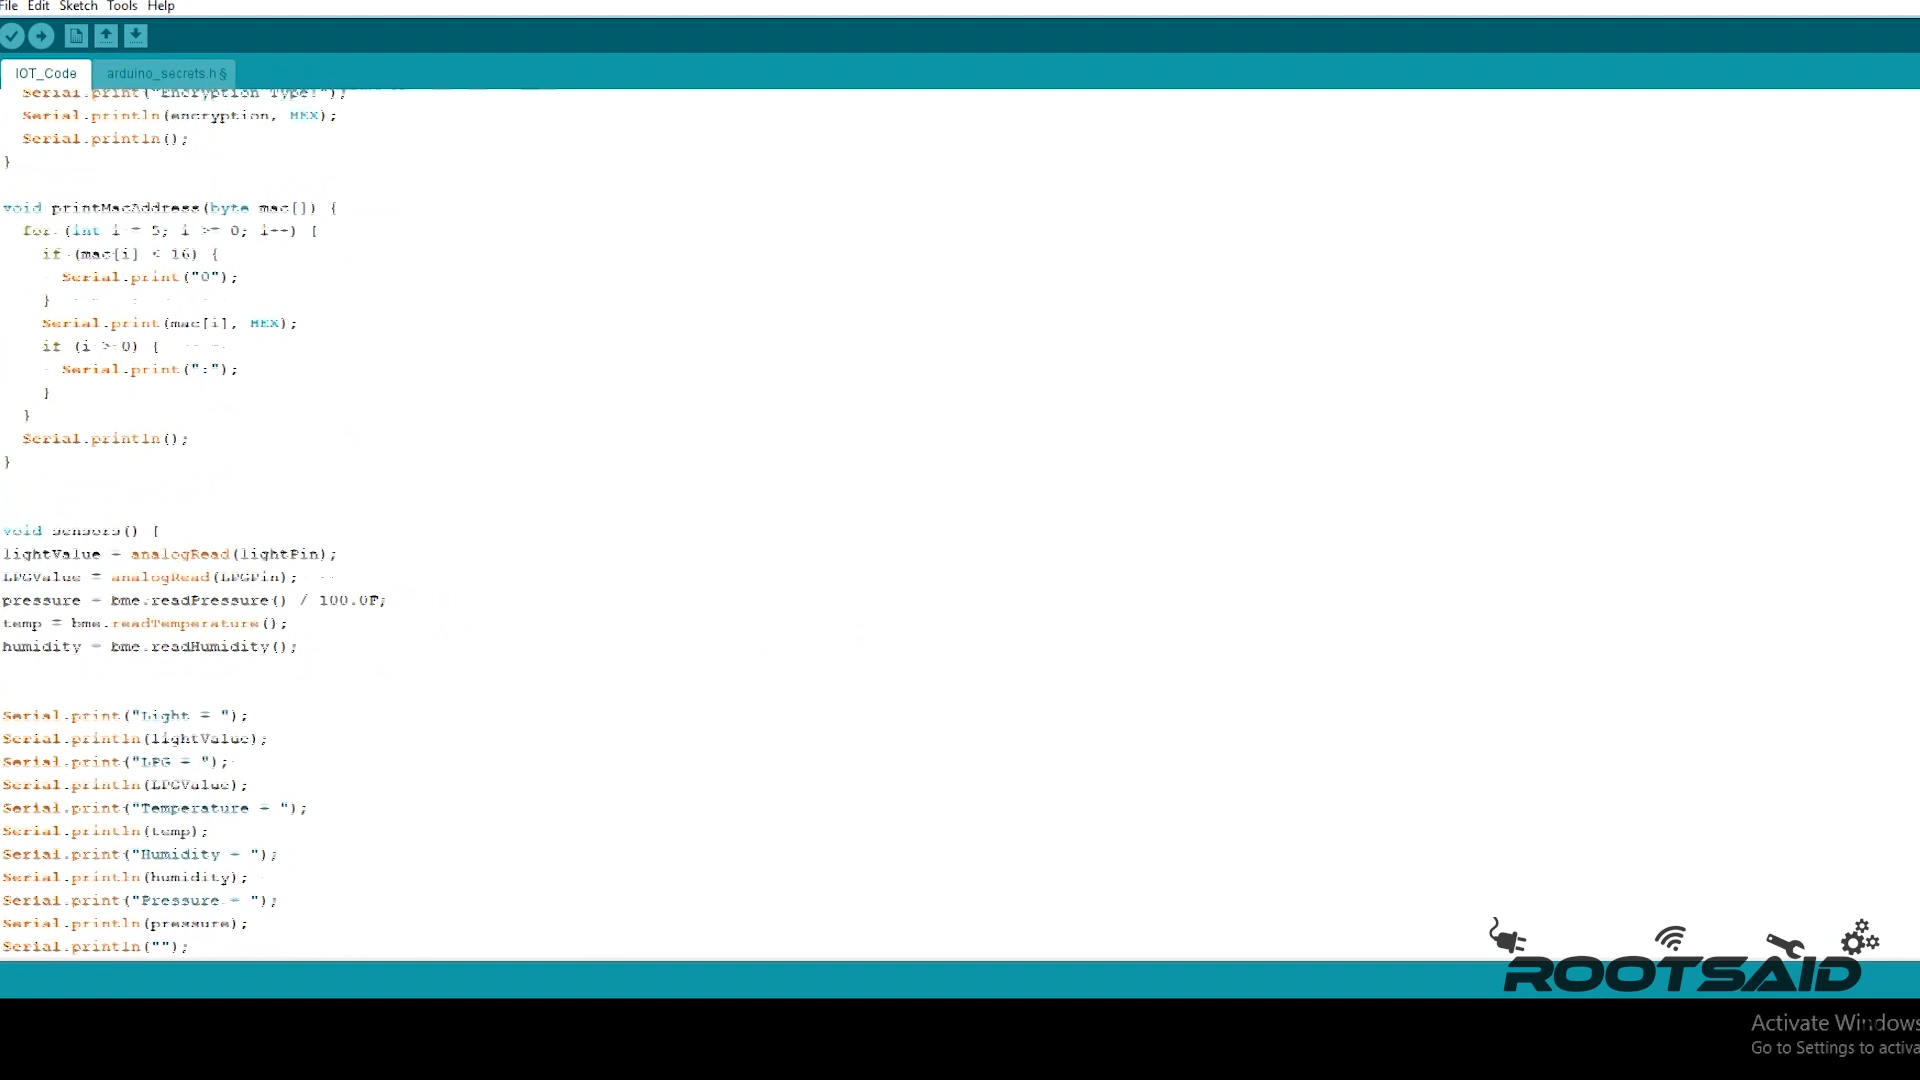 File Edit Sketch Tools Help
IOT_Code arduino_secrets.h §
Serial.print("Encryption Type:");
Serial.println(encryption, HEX);
Serial.println();
}
void printMacAddress(byte mac[]) {
for (int i = 5; i >= 0; i--) {
if (mac[i] < 16) {
Serial.print("0");
}
Serial.print(mac[i], HEX);
if (i > 0) {
Serial.print(":");
}
}
Serial.println();
}
void sensors() {
lightValue = analogRead(lightPin);
LPGValue = analogRead(LPGPin);
pressure = bme.readPressure() / 100.0F;
temp = bme.readTemperature();
humidity = bme.readHumidity();
Serial.print("Light = ");
Serial.println(lightValue);
Serial.print("LPG = ");
Serial.println(LPGValue);
Serial.print("Temperature = ");
Serial.println(temp);
Serial.print("Humidity = ");
Serial.println(humidity);
Serial.print("Pressure = ");
Serial.println(pressure);
Serial.println("");
ROOTSAID
Activate Windows
Go to Settings to activa